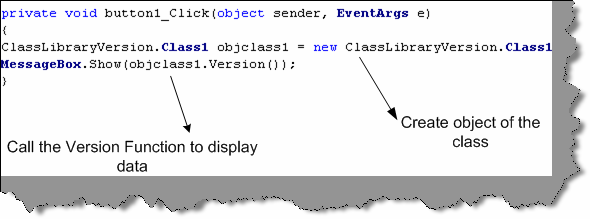 private void button1_Click(object sender, EventArgs e)
{
ClassLibraryVersion.Class1 objclass1 = new ClassLibraryVersion.Class1
MessageBox.Show(objclass1.Version());
}
Call the Version Function to display
data
Create object of the
class